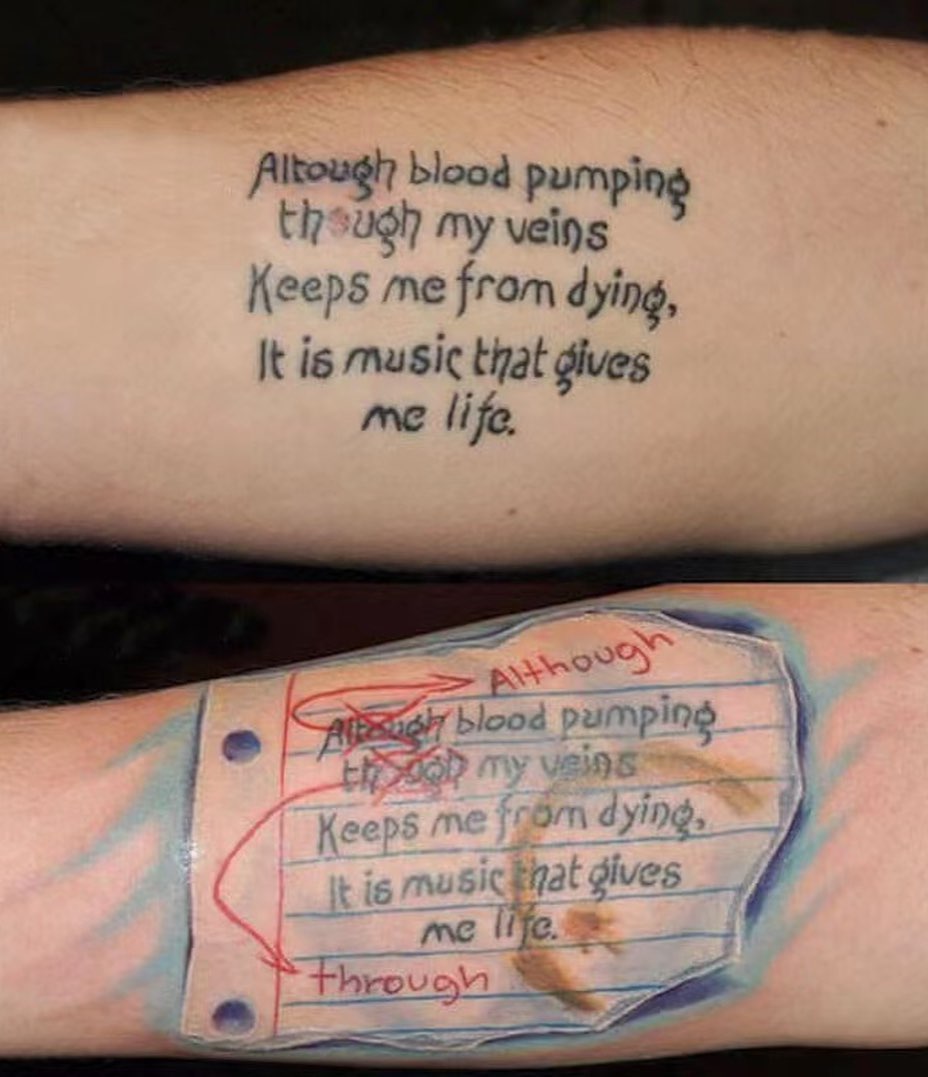 Altough blood pumping
though my veins
Keeps me from dying,
It is music that gives
me life.
Although
Altough blood pumping
though my veins
Keeps me from dying,
It is music that gives
me life.
through